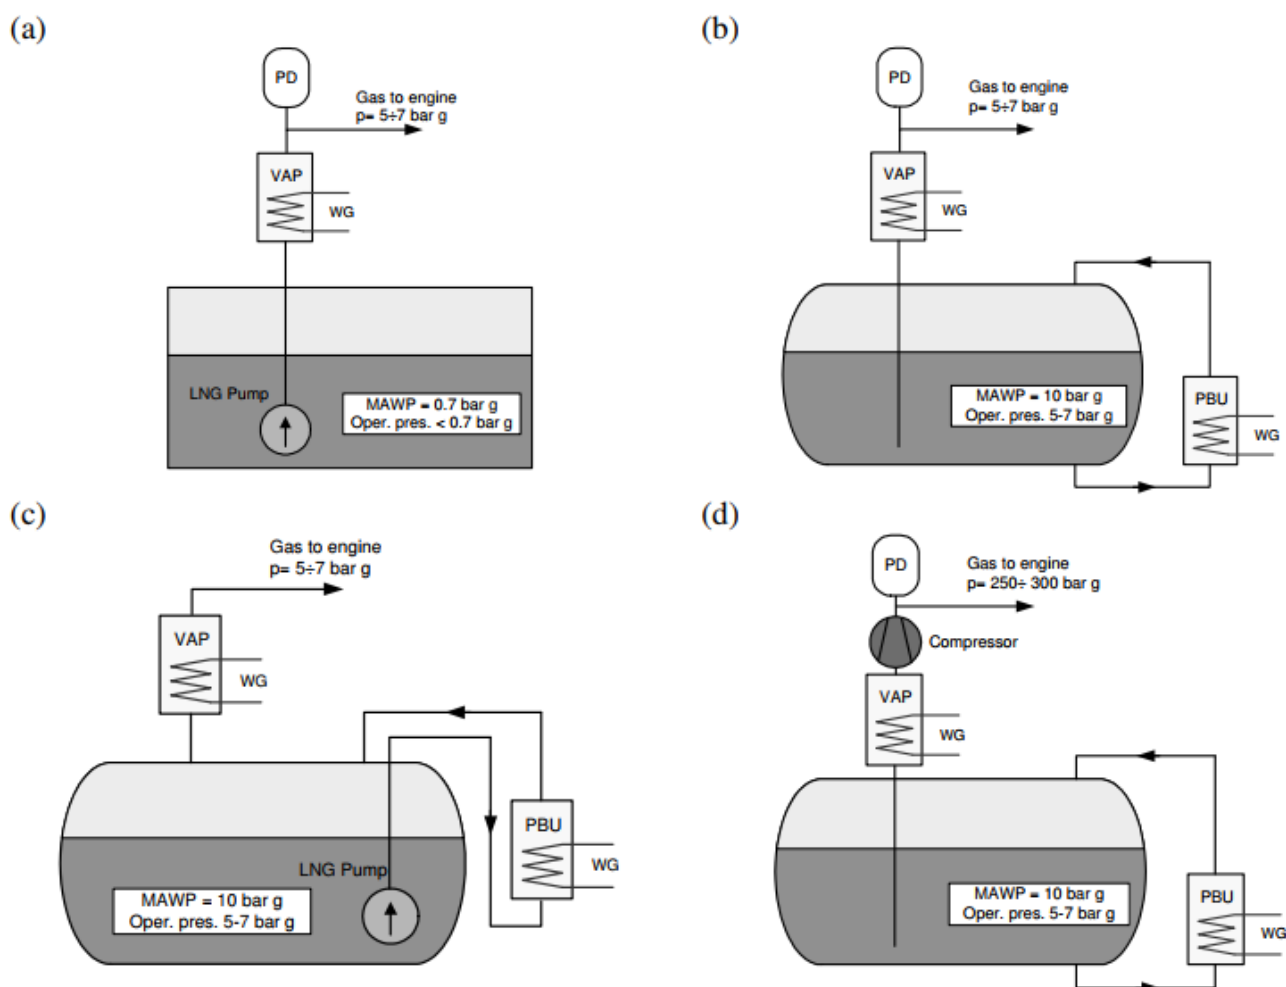 (a)
PD
Gas to engine
p= 5÷7 bar g
VAP
WG
LNG Pump
MAWP = 0.7 bar g
Oper. pres. < 0.7 bar g
(b)
PD
Gas to engine
p= 5÷7 bar g
VAP
WG
MAWP = 10 bar g
Oper. pres. 5-7 bar g
PBU
WG
(c)
Gas to engine
p= 5÷7 bar g
VAP
WG
PBU
WG
LNG Pump
MAWP = 10 bar g
Oper. pres. 5-7 bar g
(d)
PD
Gas to engine
p= 250÷ 300 bar g
Compressor
VAP
WG
MAWP = 10 bar g
Oper. pres. 5-7 bar g
PBU
WG